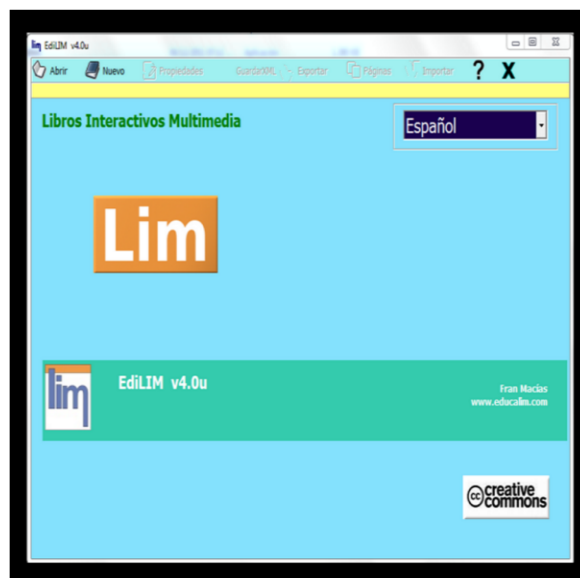 EdiLIM v4.0u
Abrir Nuevo Propiedades GuardarXML Exportar Páginas Importar ? X
Libros Interactivos Multimedia
Español
Lim
lim
EdiLIM v4.0u
Fran Macías
www.educalim.com
cc creative
commons